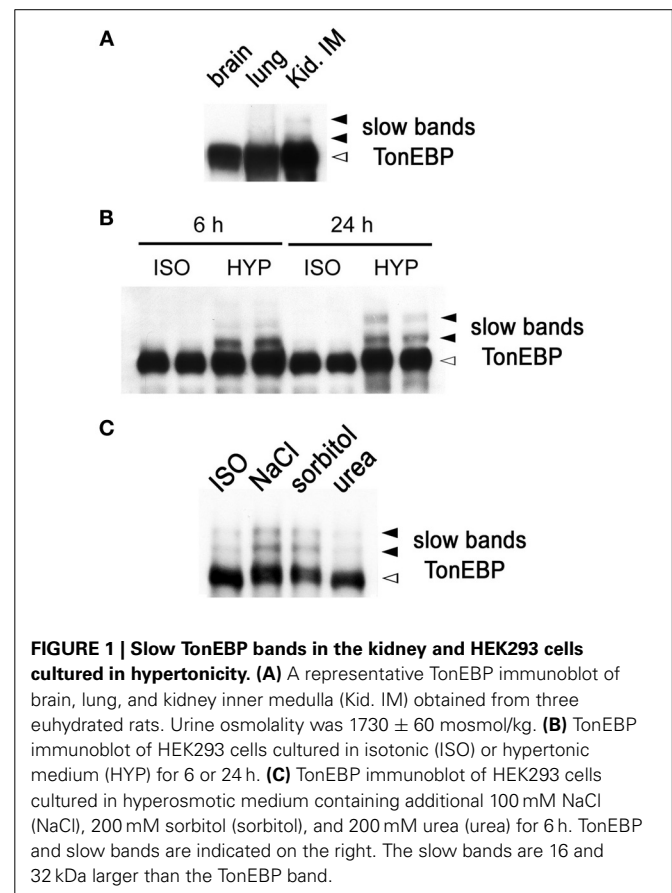 A
brain lung Kid. IM
slow bands
TonEBP
B
6 h 24 h
ISO HYP ISO HYP
slow bands
TonEBP
C
ISO NaCl sorbitol urea
slow bands
TonEBP
FIGURE 1 | Slow TonEBP bands in the kidney and HEK293 cells
cultured in hypertonicity. (A) A representative TonEBP immunoblot of
brain, lung, and kidney inner medulla (Kid. IM) obtained from three
euhydrated rats. Urine osmolality was 1730 ± 60 mosmol/kg. (B) TonEBP
immunoblot of HEK293 cells cultured in isotonic (ISO) or hypertonic
medium (HYP) for 6 or 24 h. (C) TonEBP immunoblot of HEK293 cells
cultured in hyperosmotic medium containing additional 100 mM NaCl
(NaCl), 200 mM sorbitol (sorbitol), and 200 mM urea (urea) for 6 h. TonEBP
and slow bands are indicated on the right. The slow bands are 16 and
32 kDa larger than the TonEBP band.